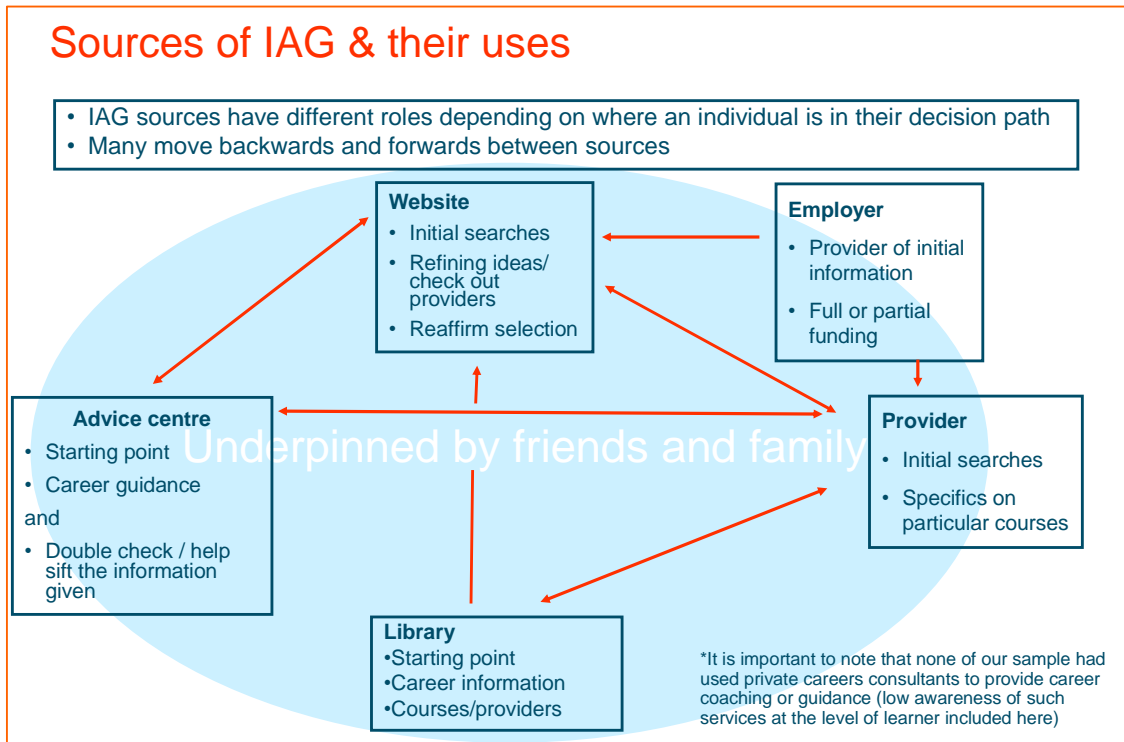 Sources of IAG & their uses
• IAG sources have different roles depending on where an individual is in their decision path
• Many move backwards and forwards between sources
Website
• Initial searches
• Refining ideas/
check out
providers
• Reaffirm selection
Employer
• Provider of initial
information
• Full or partial
funding
Advice centre
• Starting point
• Career guidance
and
• Double check / help
sift the information
given
Underpinned by friends and family
Provider
• Initial searches
• Specifics on
particular courses
Library
•Starting point
•Career information
•Courses/providers
*It is important to note that none of our sample had
used private careers consultants to provide career
coaching or guidance (low awareness of such
services at the level of learner included here)